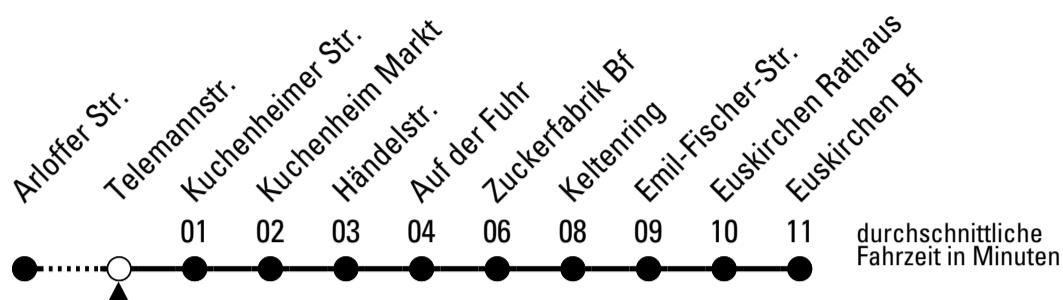 Arloffer Str.
Telemannstr.
Kuchenheimer Str.
Kuchenheim Markt
Händelstr.
Auf der Fuhr
Zuckerfabrik Bf
Keltenring
Emil-Fischer-Str.
Euskirchen Rathaus
Euskirchen Bf
01 02 03 04 06 08 09 10 11
durchschnittliche
Fahrzeit in Minuten